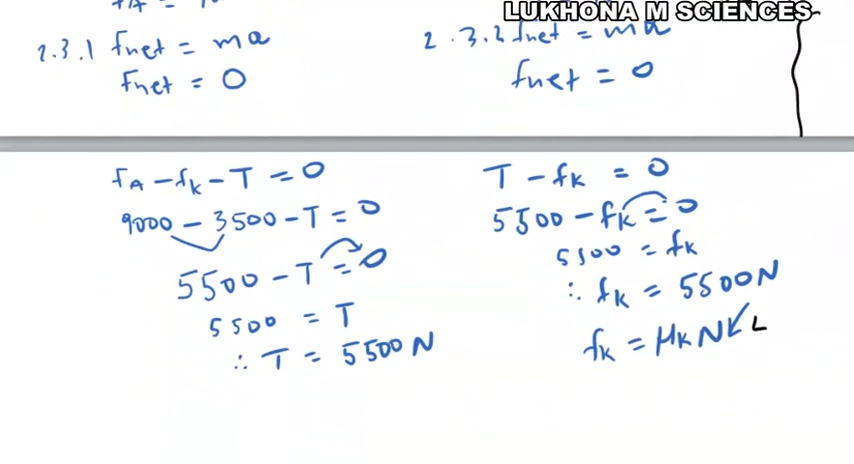 LUKHONA M SCIENCES
2.3.1 Fnet = ma
Fnet = 0
FA - fk - T = 0
9000 - 3500 - T = 0
5500 - T = 0
5500 = T
∴ T = 5500 N
2.3.2 Fnet = ma
Fnet = 0
T - fk = 0
5500 - fk = 0
5500 = fk
∴ fk = 5500N
fk = μkN